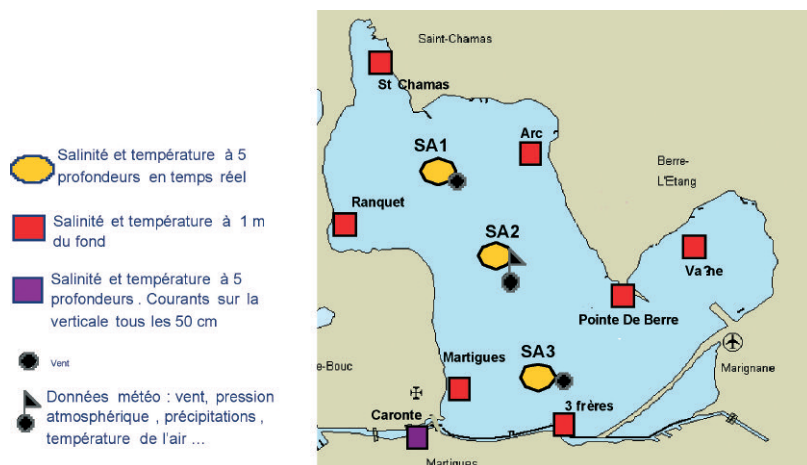 Salinité et température à 5
profondeurs en temps réel
Salinité et température à 1 m
du fond
Salinité et température à 5
profondeurs . Courants sur la
verticale tous les 50 cm
Vent
Données météo : vent, pression
atmosphérique , précipitations ,
température de l'air ...
Saint-Chamas
St Chamas
Arc
SA1
Berre-
L'Etang
Ranquet
SA2
Va?ne
Pointe De Berre
Martigues
SA3
e-Bouc
Marignane
Caronte
3 frères
Martigues